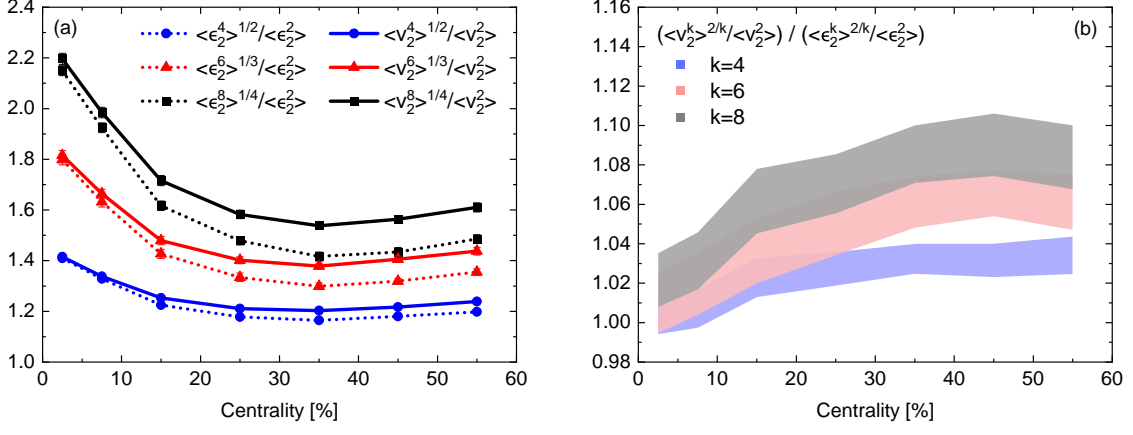 (a)
<ϵ₂⁴>^1/2/<ϵ₂²> <v₂⁴>^1/2/<v₂²>
<ϵ₂⁶>^1/3/<ϵ₂²> <v₂⁶>^1/3/<v₂²>
<ϵ₂⁸>^1/4/<ϵ₂²> <v₂⁸>^1/4/<v₂²>
2.4
2.2
2.0
1.8
1.6
1.4
1.2
1.0
0 10 20 30 40 50 60
Centrality [%]
(<v₂ᵏ>^2/k/<v₂²>) / (<ϵ₂ᵏ>^2/k/<ϵ₂²>) (b)
k=4
k=6
k=8
1.16
1.14
1.12
1.10
1.08
1.06
1.04
1.02
1.00
0.98
0 10 20 30 40 50 60
Centrality [%]